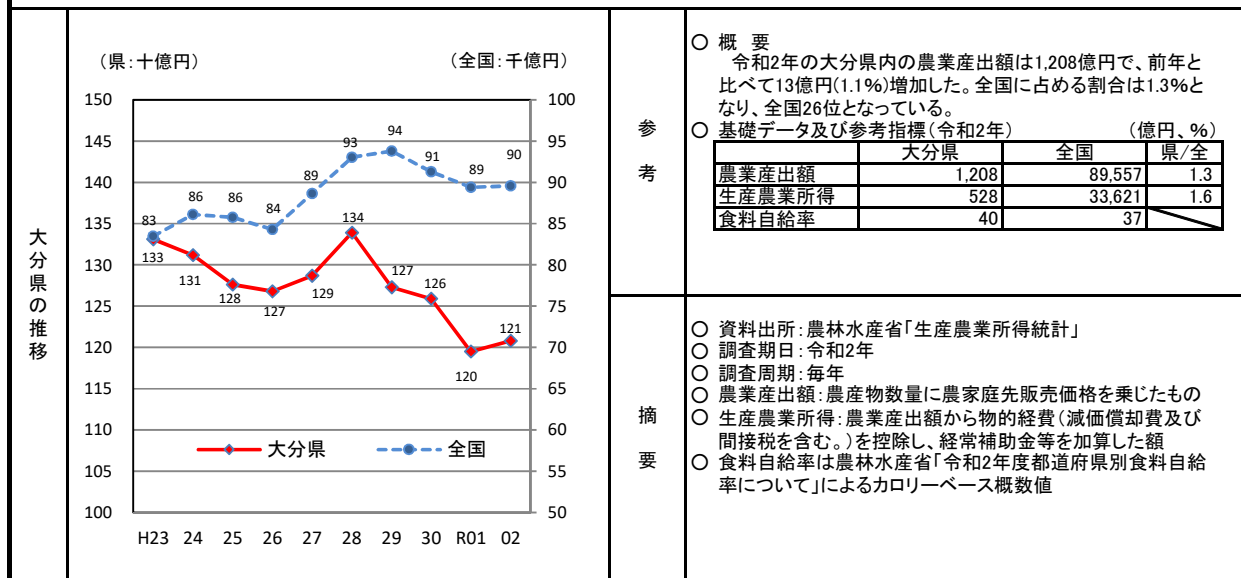 大分県の推移
(県:十億円)
(全国:千億円)
150
145
140
135
130
125
120
115
110
105
100
100
95
90
85
80
75
70
65
60
55
50
83
86
86
84
89
93
94
91
89
90
133
131
128
127
129
134
127
126
120
121
大分県
全国
H23 24 25 26 27 28 29 30 R01 02
参考
○ 概 要
令和2年の大分県内の農業産出額は1,208億円で、前年と
比べて13億円(1.1%)増加した。全国に占める割合は1.3%と
なり、全国26位となっている。
○ 基礎データ及び参考指標(令和2年) (億円、%)
大分県 全国 県/全
農業産出額 1,208 89,557 1.3
生産農業所得 528 33,621 1.6
食料自給率 40 37
摘要
○ 資料出所:農林水産省「生産農業所得統計」
○ 調査期日:令和2年
○ 調査周期:毎年
○ 農業産出額:農産物数量に農家庭先販売価格を乗じたもの
○ 生産農業所得:農業産出額から物的経費(減価償却費及び
間接税を含む。)を控除し、経常補助金等を加算した額
○ 食料自給率は農林水産省「令和2年度都道府県別食料自給
率について」によるカロリーベース概数値